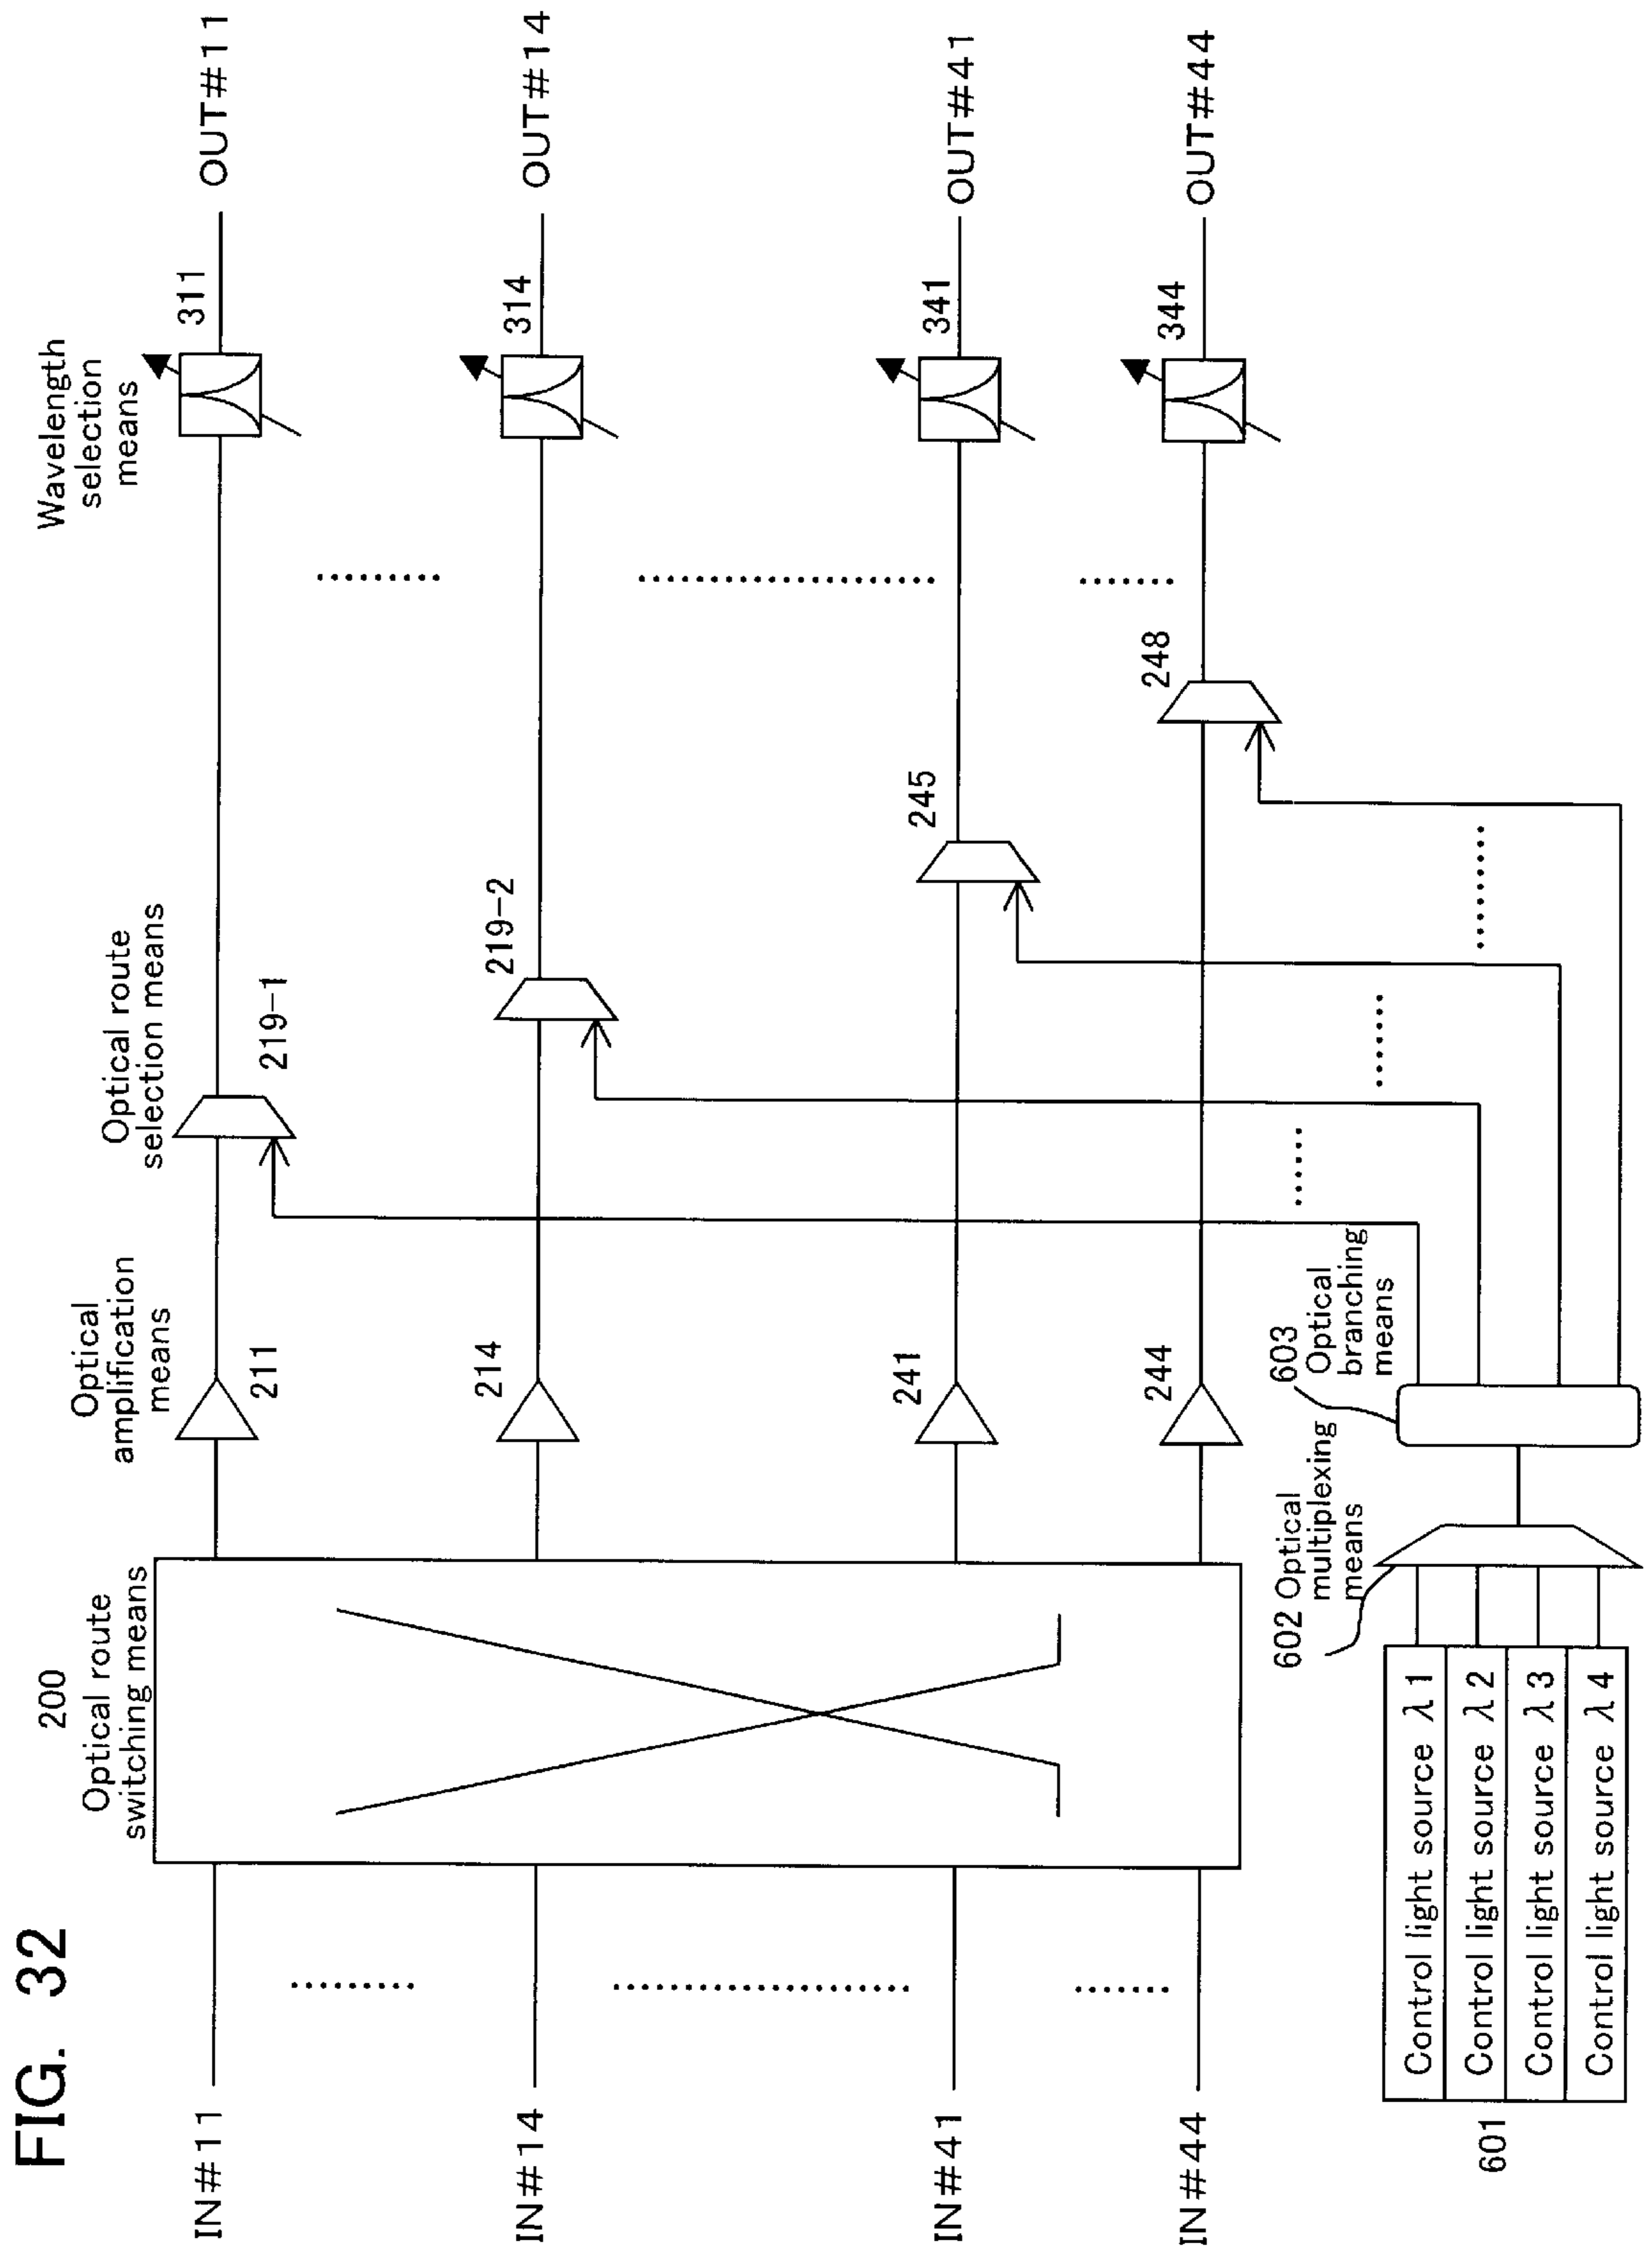 FIG. 32
200
Optical route
switching means
Optical
amplification
means
Optical route
selection means
Wavelength
selection
means
IN#11
211
219-1
311
OUT#11
IN#14
214
219-2
314
OUT#14
IN#41
241
245
341
OUT#41
IN#44
244
248
344
OUT#44
602 Optical
multiplexing
means
603
Optical
branching
means
Control light source λ1
Control light source λ2
Control light source λ3
Control light source λ4
601